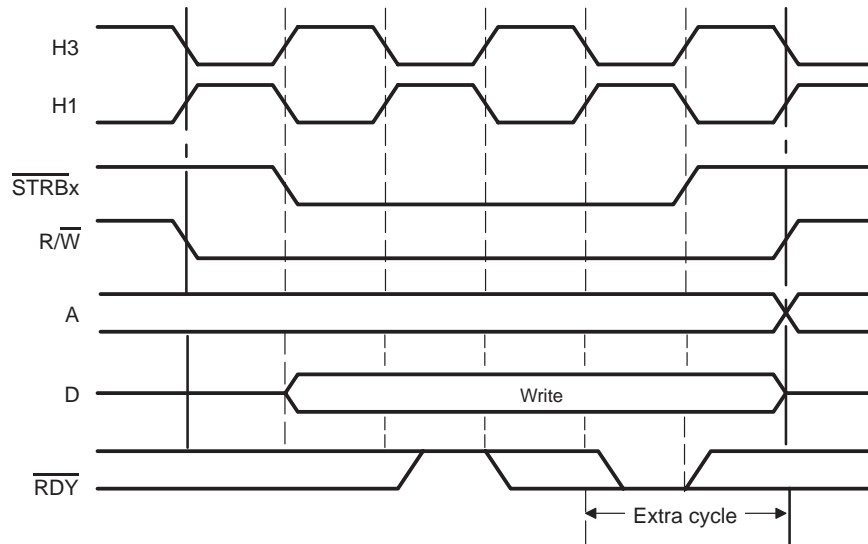 H3
H1
STRBx
R/W
A
D
Write
RDY
Extra cycle